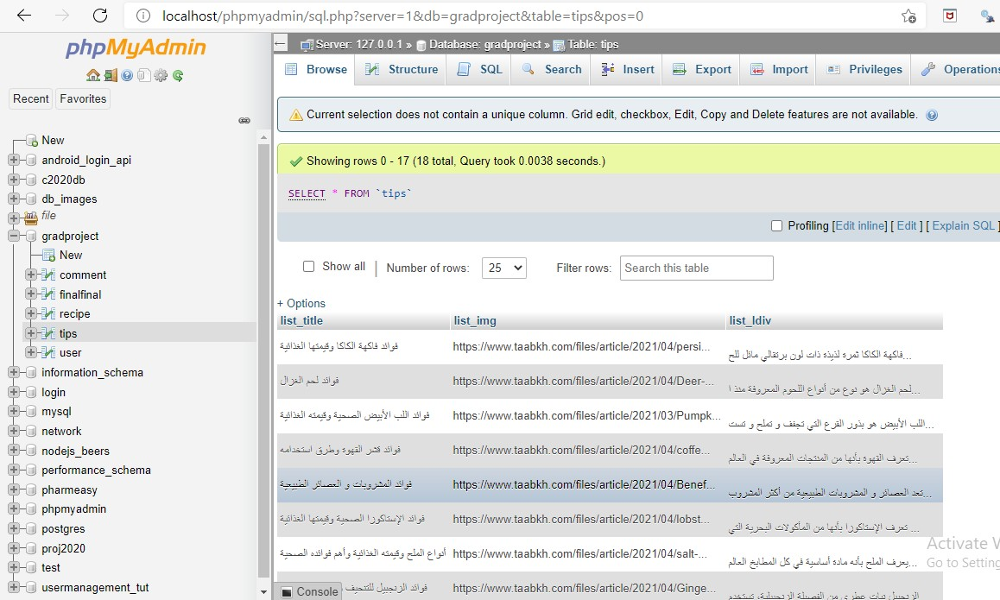 localhost/phpmyadmin/sql.php?server=1&db=gradproject&table=tips&pos=0
phpMyAdmin
Recent Favorites
New
android_login_api
c2020db
db_images
file
gradproject
New
comment
finalfinal
recipe
tips
user
information_schema
login
mysql
network
nodejs_beers
performance_schema
pharmeasy
phpmyadmin
postgres
proj2020
test
usermanagement_tut
Server: 127.0.0.1 » Database: gradproject » Table: tips
Browse Structure SQL Search Insert Export Import Privileges Operations
Current selection does not contain a unique column. Grid edit, checkbox, Edit, Copy and Delete features are not available.
Showing rows 0 - 17 (18 total, Query took 0.0038 seconds.)
SELECT * FROM `tips`
Profiling [Edit inline] [ Edit ] [ Explain SQL ]
Show all | Number of rows: 25 Filter rows: Search this table
+ Options
list_title list_img list_ldiv
فوائد فاكهة الكاكا وقيمتها الغذائية https://www.taabkh.com/files/article/2021/04/persi... فاكهة الكاكا ثمره لذيذه ذات لون برتقالي مائل للح...
فوائد لحم الغزال https://www.taabkh.com/files/article/2021/04/Deer-... لحم الغزال هو نوع من أنواع اللحوم المعروفة منذ ا...
فوائد اللب الأبيض الصحية وقيمته الغذائية https://www.taabkh.com/files/article/2021/03/Pumpk... اللب الأبيض هو بذور القرع التي تجفف و تملح و تست...
فوائد قشر القهوة وطرق استخدامه https://www.taabkh.com/files/article/2021/04/coffe... تعرف القهوه بأنها من المنتجات المعروفة في العالم...
فوائد المشروبات و العصائر الطبيعية https://www.taabkh.com/files/article/2021/04/Benef... تعد العصائر و المشروبات الطبيعية من أكثر المشروب...
فوائد الإستاكوزا الصحية وقيمتها الغذائية https://www.taabkh.com/files/article/2021/04/lobst... تعرف الإستاكوزا بأنها من المأكولات البحرية التي ...
أنواع الملح وقيمته الغذائية وأهم فوائده الصحية https://www.taabkh.com/files/article/2021/04/salt-... يعرف الملح بأنه مادة أساسية في كل المطابخ العالم...
فوائد الزنجبيل للتنحيف https://www.taabkh.com/files/article/2021/04/Ginge... الزنجبيل نبات عطري من الفصيلة الزنجبيلية، تستخدم
Activate
Go to Setting
Console